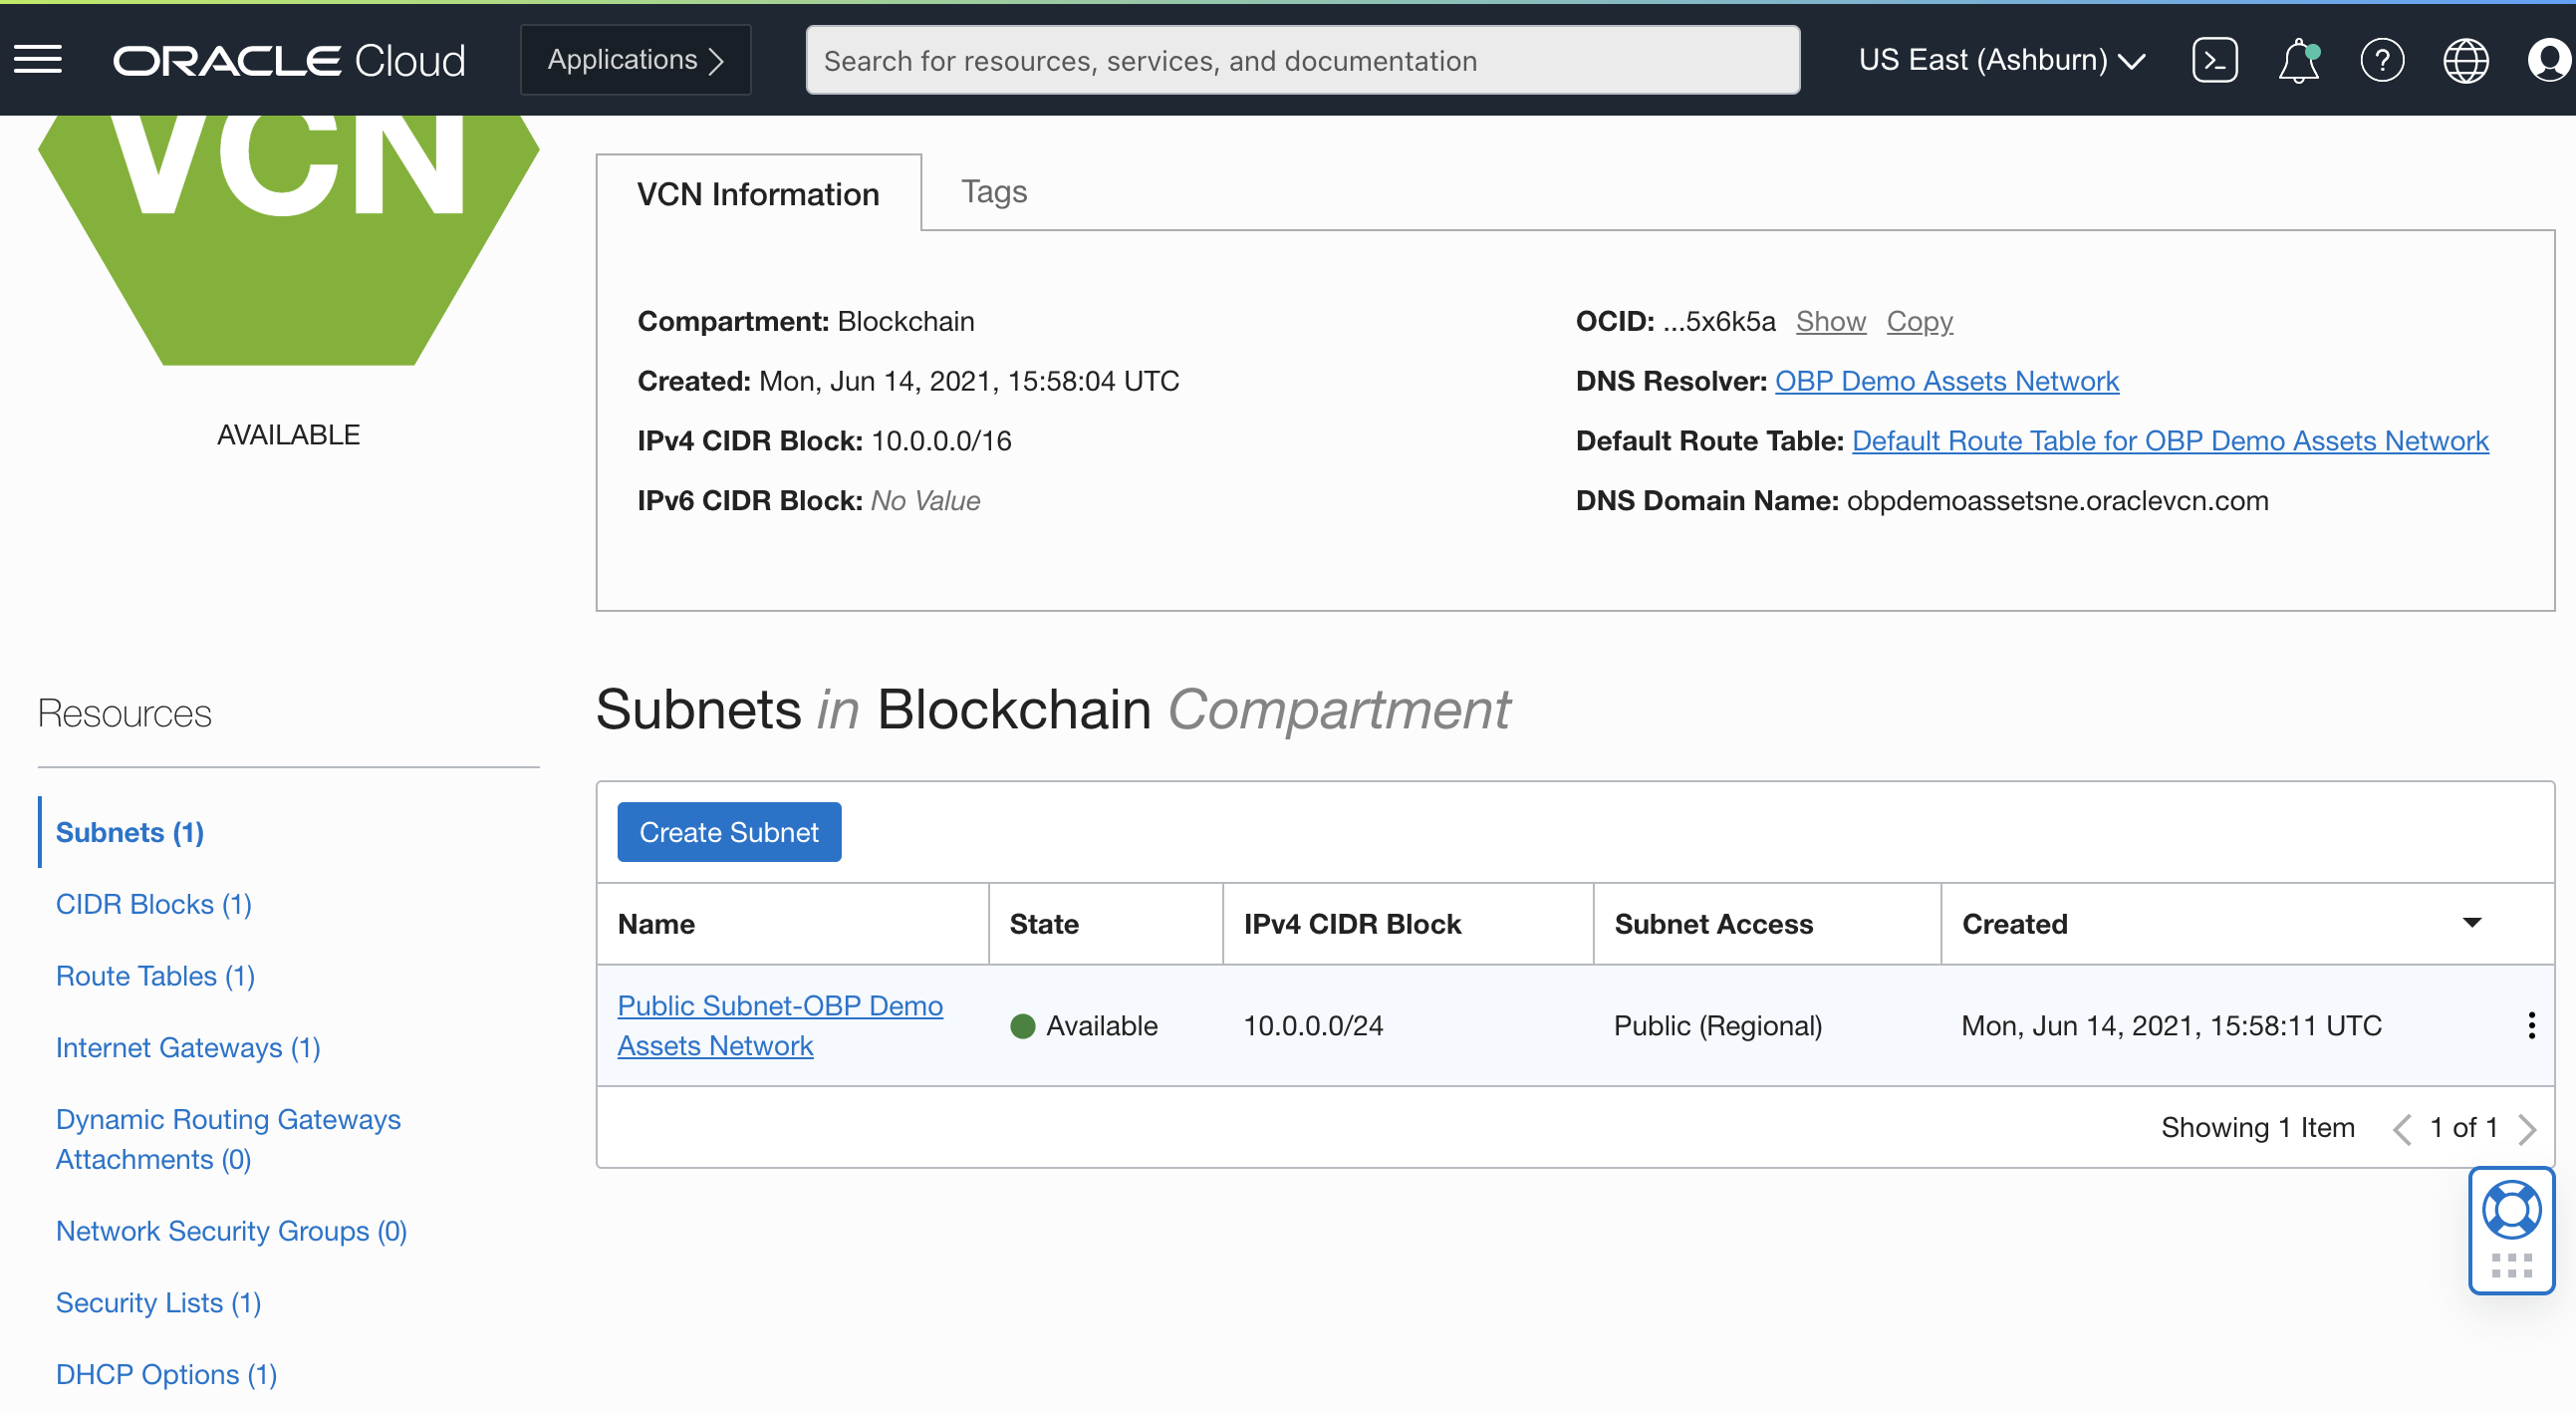 ORACLE Cloud
Applications
Search for resources, services, and documentation
US East (Ashburn)
VCN
AVAILABLE
VCN Information
Tags
Compartment: Blockchain
Created: Mon, Jun 14, 2021, 15:58:04 UTC
IPv4 CIDR Block: 10.0.0.0/16
IPv6 CIDR Block: No Value
OCID: ...5x6k5a Show Copy
DNS Resolver: OBP Demo Assets Network
Default Route Table: Default Route Table for OBP Demo Assets Network
DNS Domain Name: obpdemoassetsne.oraclevcn.com
Resources
Subnets (1)
CIDR Blocks (1)
Route Tables (1)
Internet Gateways (1)
Dynamic Routing Gateways
Attachments (0)
Network Security Groups (0)
Security Lists (1)
DHCP Options (1)
Subnets in Blockchain Compartment
Create Subnet
Name State IPv4 CIDR Block Subnet Access Created
Public Subnet-OBP Demo
Assets Network
Available 10.0.0.0/24 Public (Regional) Mon, Jun 14, 2021, 15:58:11 UTC
Showing 1 Item 1 of 1